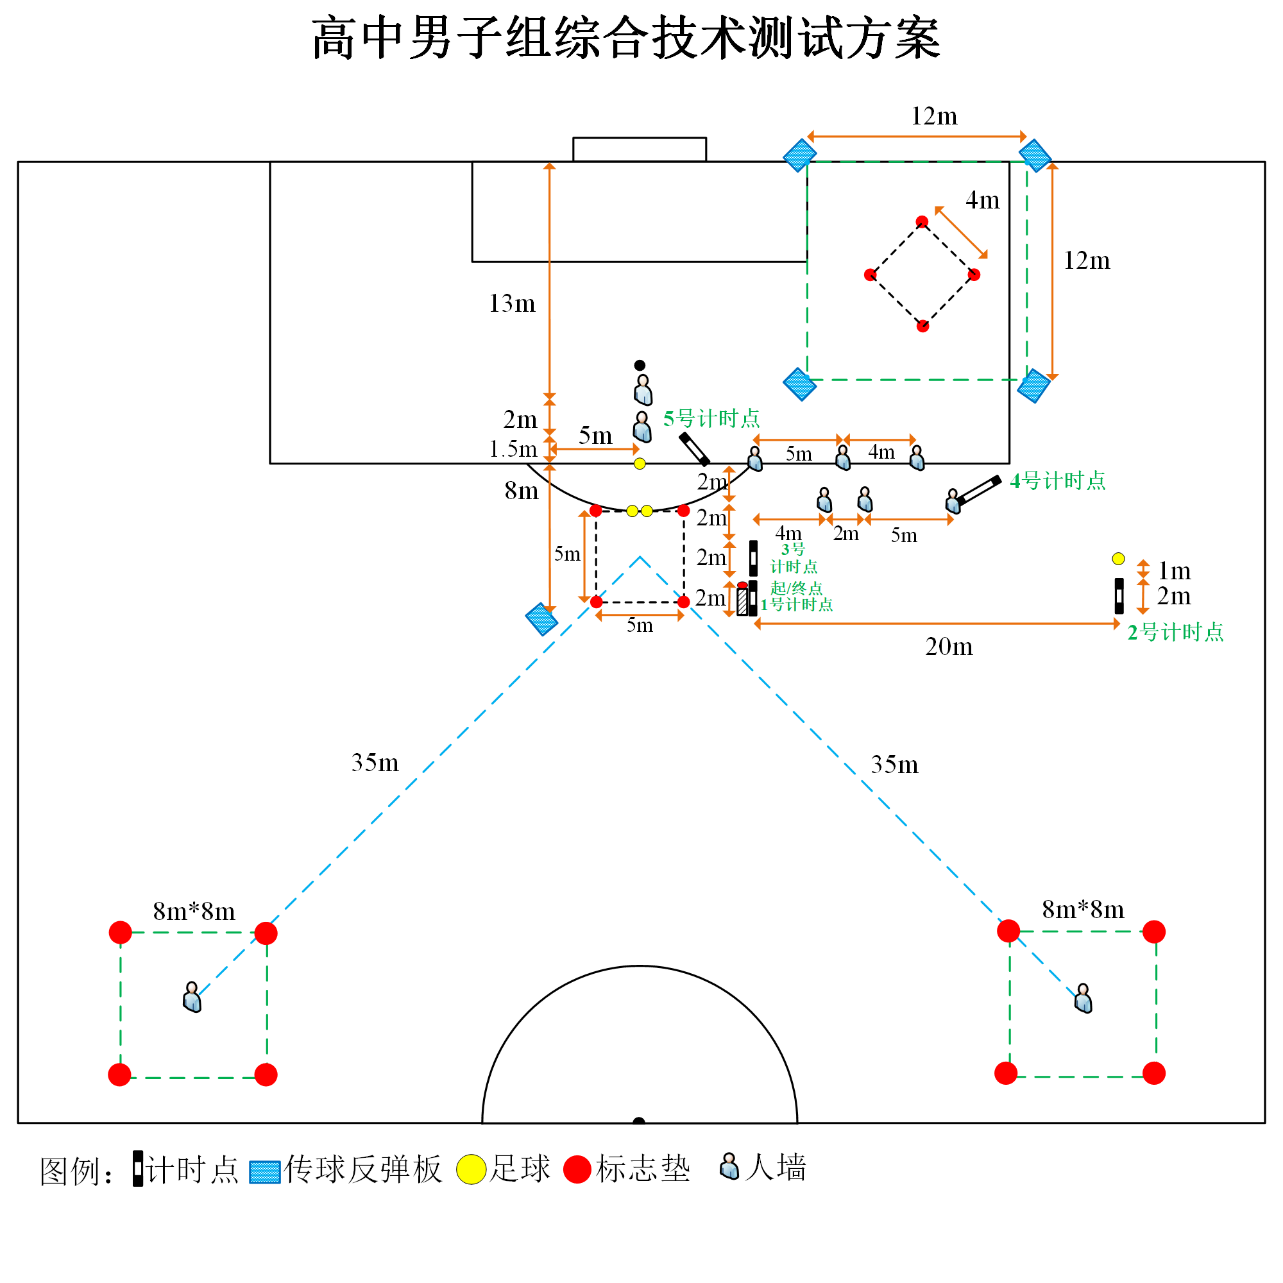 高中男子组综合技术测试方案
12m
4m
12m
13m
2m
5号计时点
5m
1.5m
5m
4m
8m
2m
4号计时点
2m
4m
2m
5m
5m
2m
3号
计时点
1m
起/终点
2m
1号计时点
2m
5m
2号计时点
20m
35m
35m
8m*8m
8m*8m
图例：计时点 传球反弹板 足球 标志垫 人墙